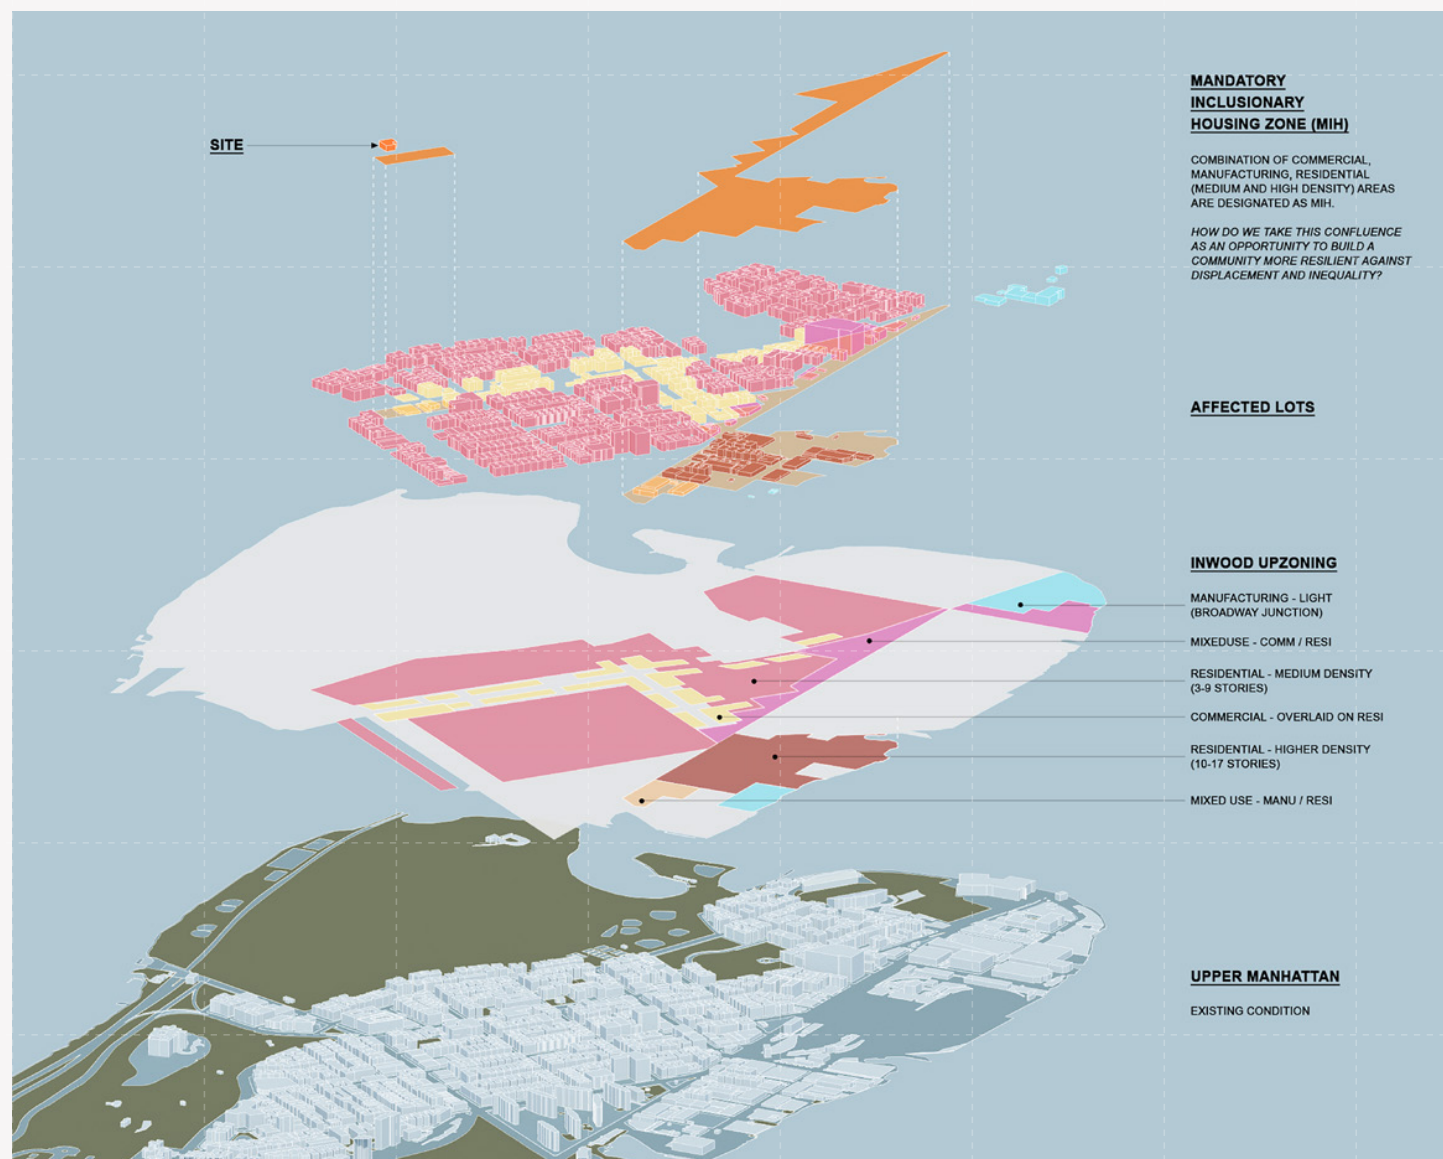 MANDATORY
INCLUSIONARY
HOUSING ZONE (MIH)
SITE
COMBINATION OF COMMERCIAL,
MANUFACTURING, RESIDENTIAL
(MEDIUM AND HIGH DENSITY) AREAS
ARE DESIGNATED AS MIH.
HOW DO WE TAKE THIS CONFLUENCE
AS AN OPPORTUNITY TO BUILD A
COMMUNITY MORE RESILIENT AGAINST
DISPLACEMENT AND INEQUALITY?
AFFECTED LOTS
INWOOD UPZONING
MANUFACTURING - LIGHT
(BROADWAY JUNCTION)
MIXEDUSE - COMM / RESI
RESIDENTIAL - MEDIUM DENSITY
(3-9 STORIES)
COMMERCIAL - OVERLAID ON RESI
RESIDENTIAL - HIGHER DENSITY
(10-17 STORIES)
MIXED USE - MANU / RESI
UPPER MANHATTAN
EXISTING CONDITION